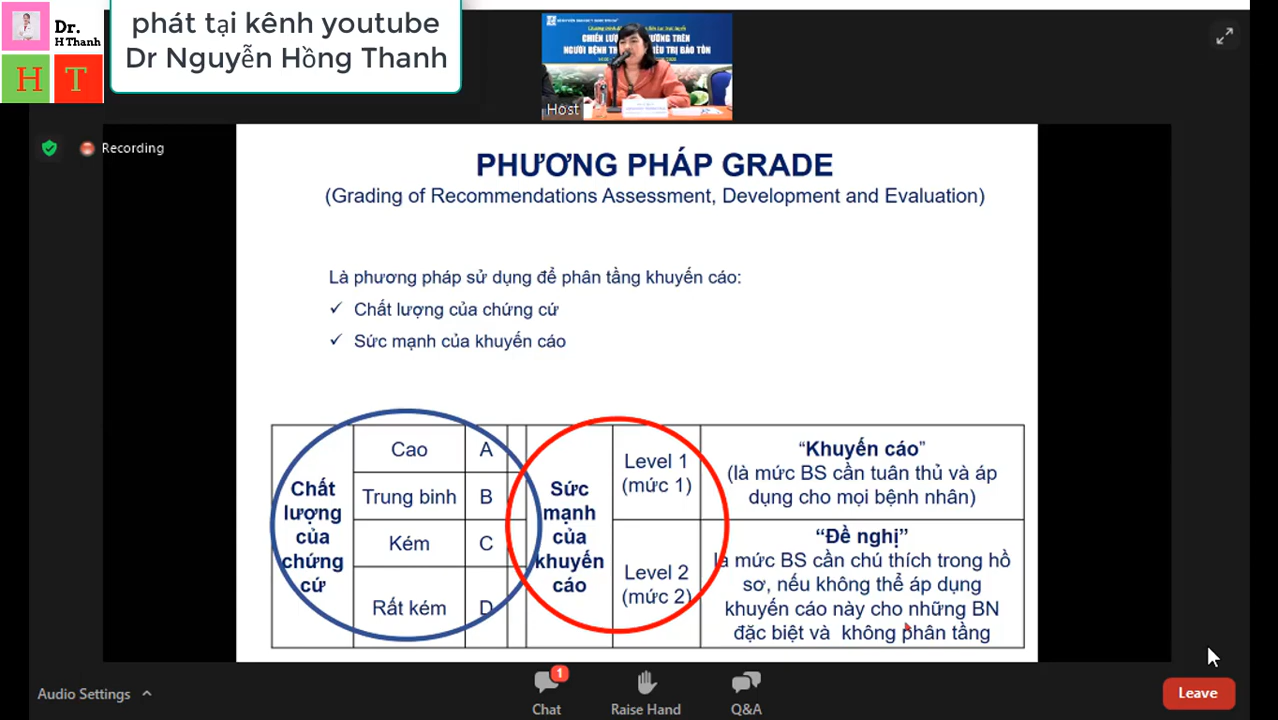 Dr.
H Thanh
H T
phát tại kênh youtube
Dr Nguyễn Hồng Thanh
Host
Recording
PHƯƠNG PHÁP GRADE
(Grading of Recommendations Assessment, Development and Evaluation)
Là phương pháp sử dụng để phân tầng khuyến cáo:
✓ Chất lượng của chứng cứ
✓ Sức mạnh của khuyến cáo
Chất
lượng
của
chứng
cứ
Cao A
Trung binh B
Kém C
Rất kém D
Sức
mạnh
của
khuyến
cáo
Level 1
(mức 1)
"Khuyến cáo"
(là mức BS cần tuân thủ và áp
dụng cho mọi bệnh nhân)
Level 2
(mức 2)
“Đề nghị”
là mức BS cần chú thích trong hồ
sơ, nếu không thể áp dụng
khuyến cáo này cho những BN
đặc biệt và không phân tầng
Audio Settings
1
Chat
Raise Hand
Q&A
Leave